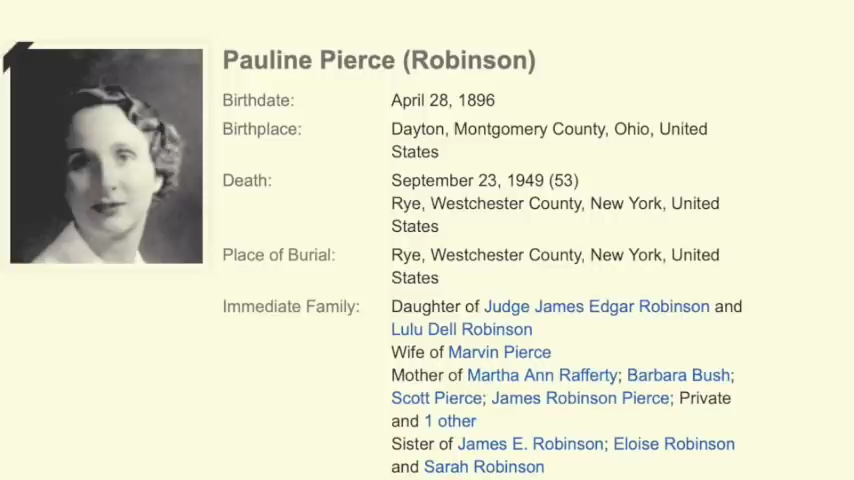 Pauline Pierce (Robinson)
Birthdate: April 28, 1896
Birthplace: Dayton, Montgomery County, Ohio, United
States
Death: September 23, 1949 (53)
Rye, Westchester County, New York, United
States
Place of Burial: Rye, Westchester County, New York, United
States
Immediate Family: Daughter of Judge James Edgar Robinson and
Lulu Dell Robinson
Wife of Marvin Pierce
Mother of Martha Ann Rafferty; Barbara Bush;
Scott Pierce; James Robinson Pierce; Private
and 1 other
Sister of James E. Robinson; Eloise Robinson
and Sarah Robinson